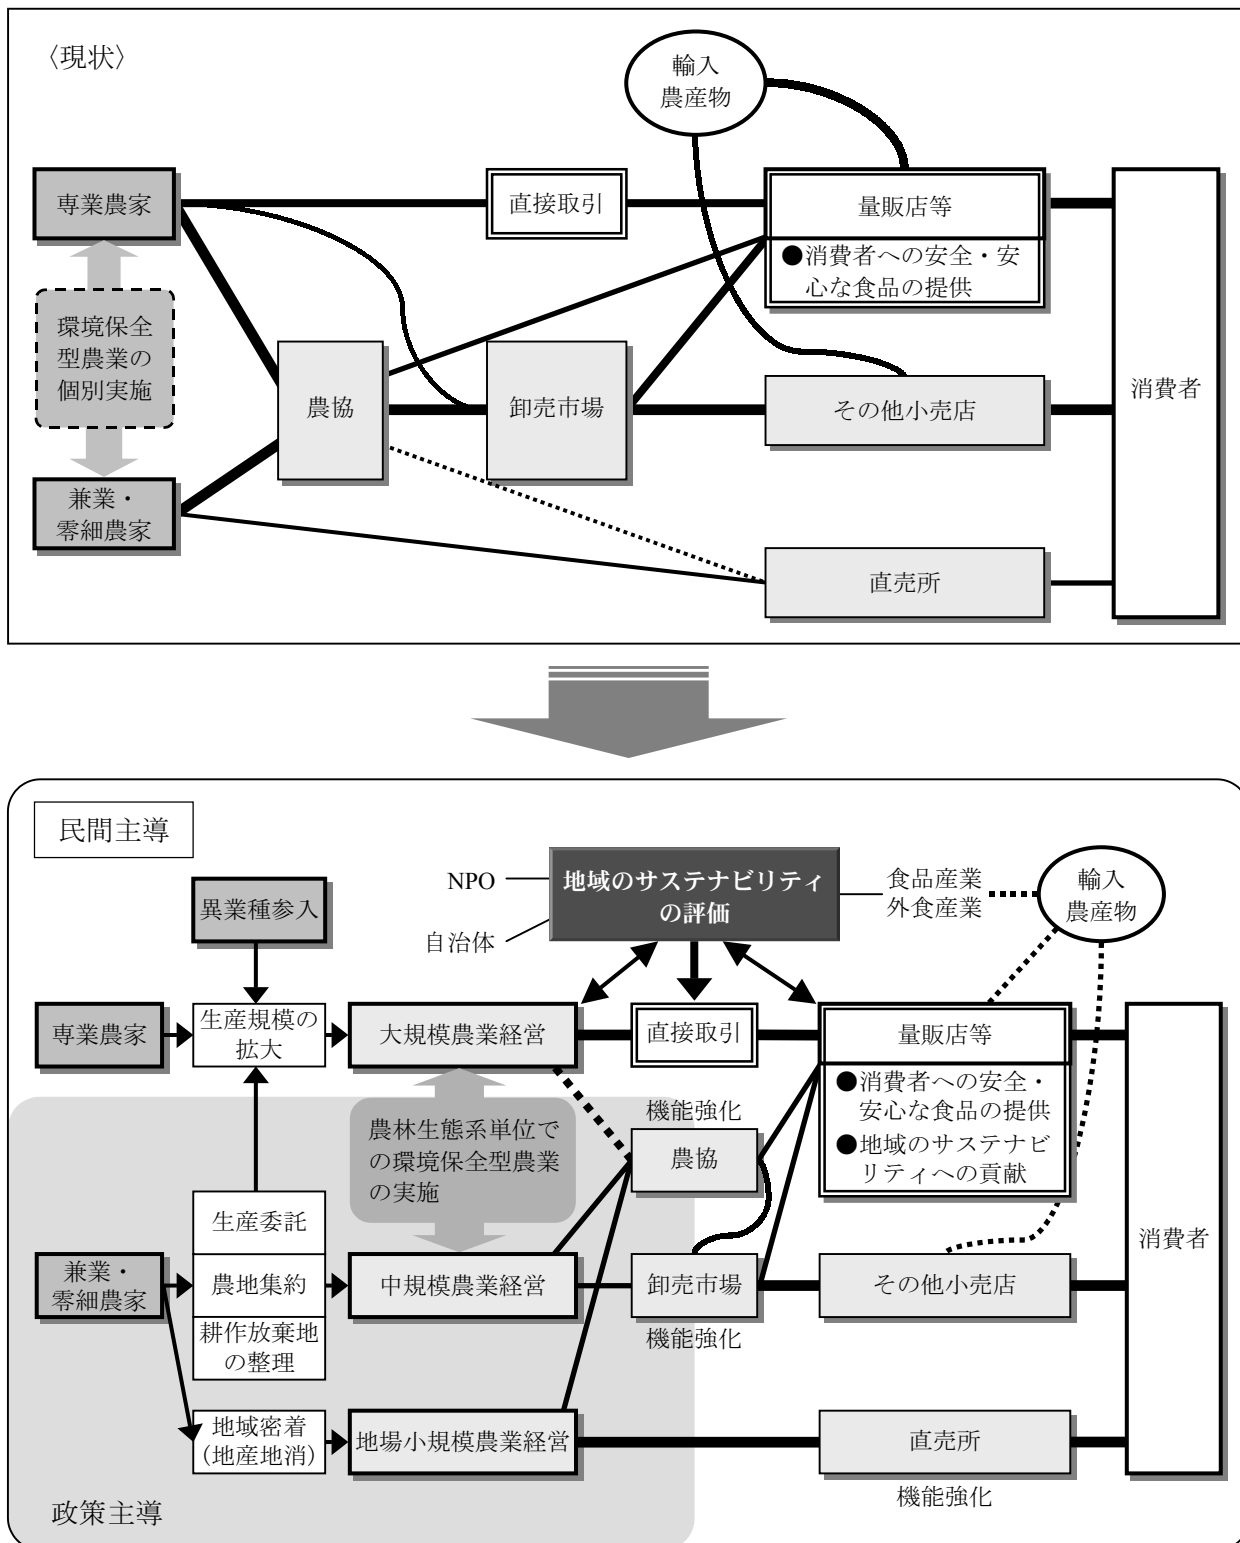 〈現状〉
輸入
農産物
専業農家
直接取引
量販店等
●消費者への安全・安
心な食品の提供
環境保全
型農業の
個別実施
農協
卸売市場
その他小売店
消費者
兼業・
零細農家
直売所
民間主導
NPO
自治体
地域のサステナビリティ
の評価
食品産業
外食産業
輸入
農産物
異業種参入
専業農家
生産規模の
拡大
大規模農業経営
直接取引
量販店等
●消費者への安全・
安心な食品の提供
●地域のサステナビ
リティへの貢献
農林生態系単位で
の環境保全型農業
の実施
機能強化
農協
生産委託
兼業・
零細農家
農地集約
中規模農業経営
卸売市場
機能強化
その他小売店
消費者
耕作放棄地
の整理
地域密着
(地産地消)
地場小規模農業経営
直売所
機能強化
政策主導